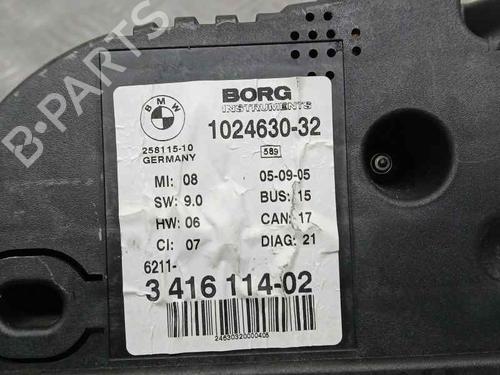 BMW
BORG
INSTRUMENTS
1024630-32
258115-10
GERMANY
589
MI: 08
05-09-05
SW: 9.0
BUS: 15
HW: 06
CAN: 17
CI: 07
DIAG: 21
6211-
3 416 114-02
24630320000405
B-PARTS